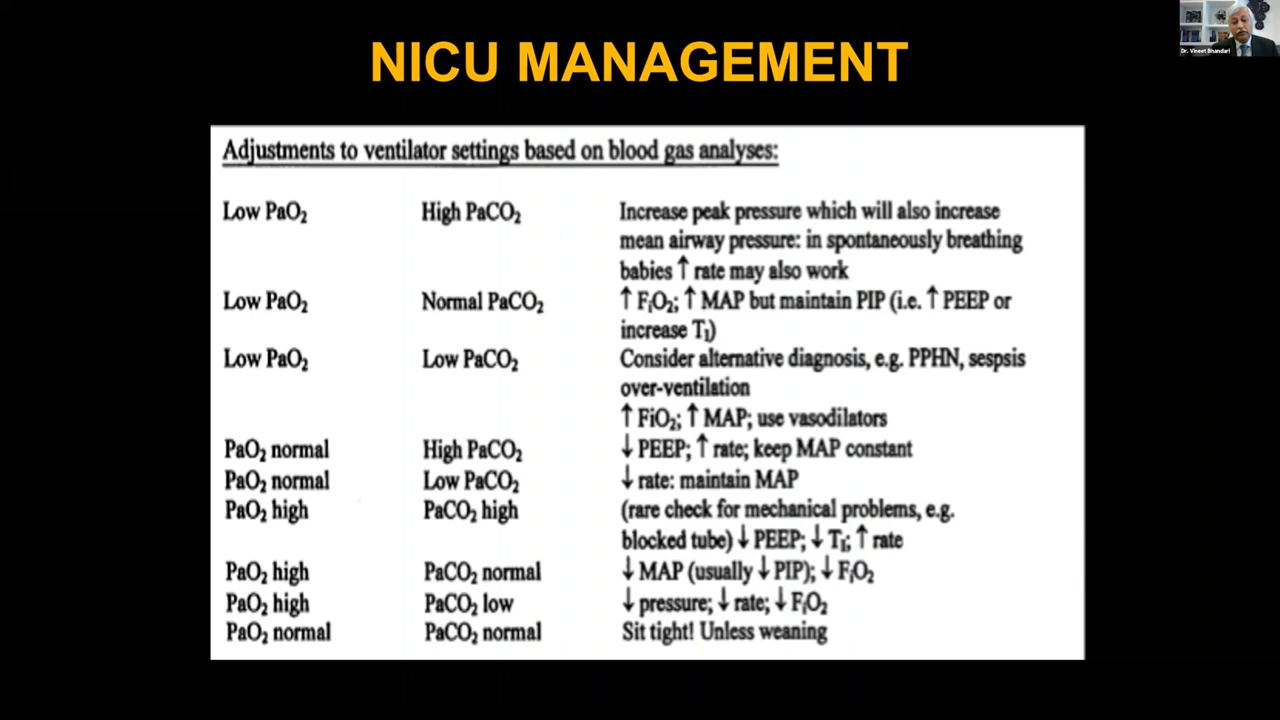 NICU MANAGEMENT
Dr. Vineet Bhandari
Adjustments to ventilator settings based on blood gas analyses:
Low PaO₂ High PaCO₂ Increase peak pressure which will also increase
mean airway pressure: in spontaneously breathing
babies ↑ rate may also work
Low PaO₂ Normal PaCO₂ ↑ FᵢO₂; ↑ MAP but maintain PIP (i.e. ↑ PEEP or
increase Tᵢ)
Low PaO₂ Low PaCO₂ Consider alternative diagnosis, e.g. PPHN, sespsis
over-ventilation
↑ FiO₂; ↑ MAP; use vasodilators
PaO₂ normal High PaCO₂ ↓ PEEP; ↑ rate; keep MAP constant
PaO₂ normal Low PaCO₂ ↓ rate: maintain MAP
PaO₂ high PaCO₂ high (rare check for mechanical problems, e.g.
blocked tube) ↓ PEEP; ↓ Tᵢ; ↑ rate
PaO₂ high PaCO₂ normal ↓ MAP (usually ↓ PIP); ↓ FᵢO₂
PaO₂ high PaCO₂ low ↓ pressure; ↓ rate; ↓ FᵢO₂
PaO₂ normal PaCO₂ normal Sit tight! Unless weaning